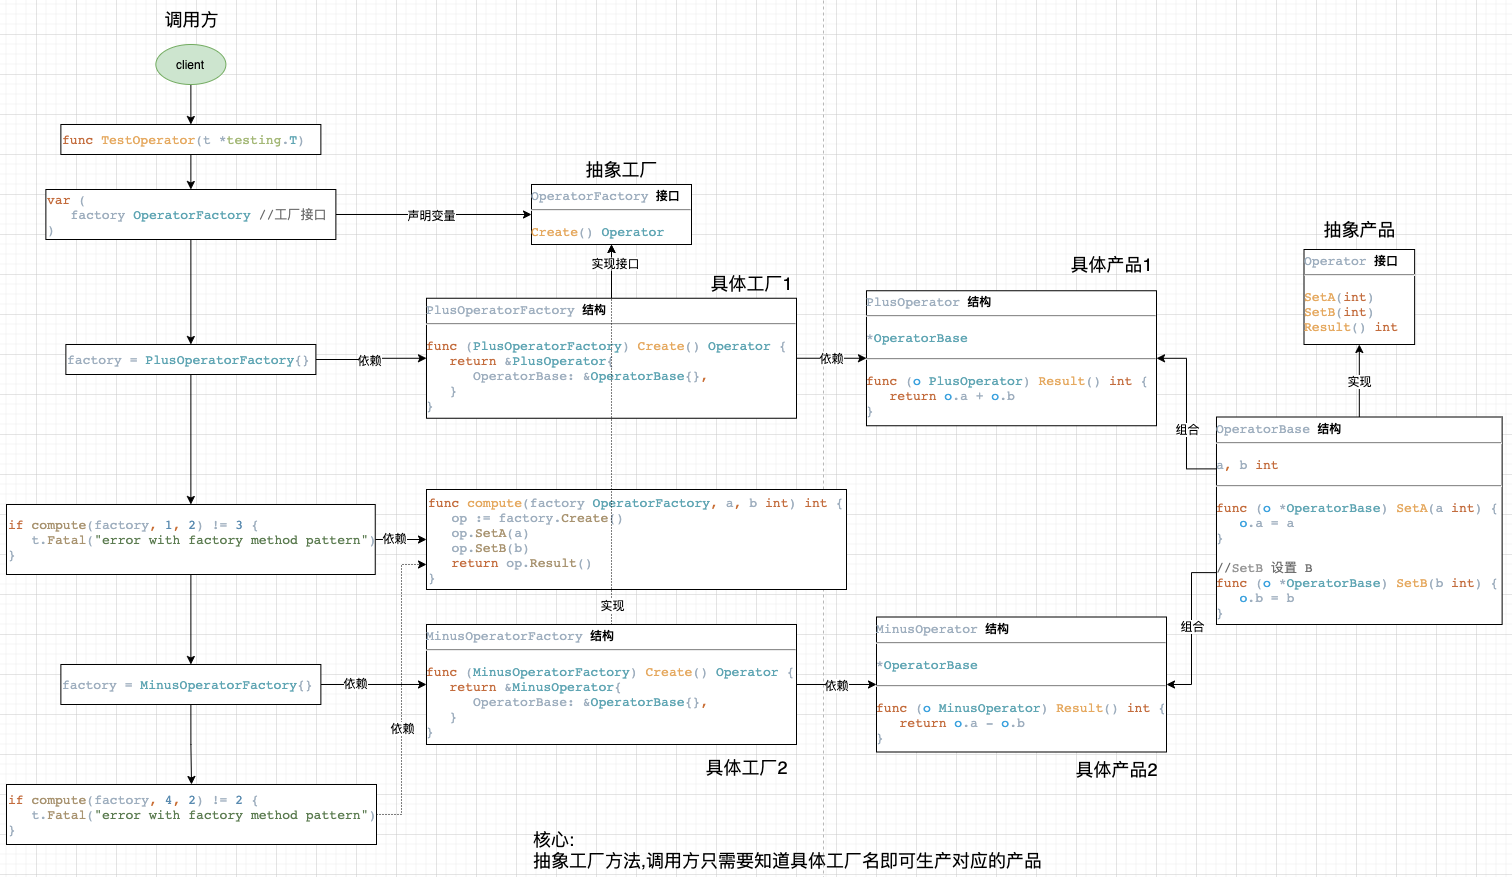 调用方
client
func TestOperator(t *testing.T)
var (
factory OperatorFactory //工厂接口
)
声明变量
抽象工厂
OperatorFactory 接口
Create() Operator
实现接口
factory = PlusOperatorFactory{}
依赖
具体工厂1
PlusOperatorFactory 结构
func (PlusOperatorFactory) Create() Operator {
return &PlusOperator{
OperatorBase: &OperatorBase{},
}
}
依赖
具体产品1
PlusOperator 结构
*OperatorBase
func (o PlusOperator) Result() int {
return o.a + o.b
}
抽象产品
Operator 接口
SetA(int)
SetB(int)
Result() int
实现
组合
OperatorBase 结构
a, b int
func (o *OperatorBase) SetA(a int) {
o.a = a
}
//SetB 设置 B
func (o *OperatorBase) SetB(b int) {
o.b = b
}
组合
if compute(factory, 1, 2) != 3 {
t.Fatal("error with factory method pattern")
}
依赖
func compute(factory OperatorFactory, a, b int) int {
op := factory.Create()
op.SetA(a)
op.SetB(b)
return op.Result()
}
实现
factory = MinusOperatorFactory{}
依赖
MinusOperatorFactory 结构
func (MinusOperatorFactory) Create() Operator {
return &MinusOperator{
OperatorBase: &OperatorBase{},
}
}
具体工厂2
依赖
MinusOperator 结构
*OperatorBase
func (o MinusOperator) Result() int {
return o.a - o.b
}
具体产品2
依赖
if compute(factory, 4, 2) != 2 {
t.Fatal("error with factory method pattern")
}
核心:
抽象工厂方法,调用方只需要知道具体工厂名即可生产对应的产品